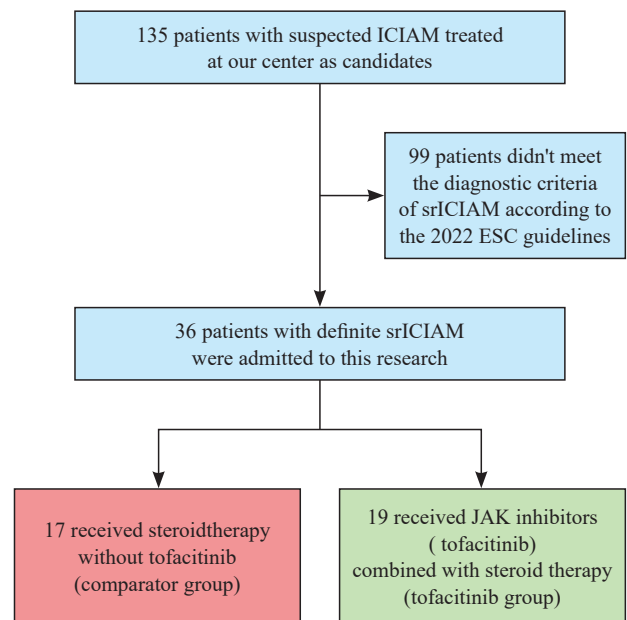 135 patients with suspected ICIAM treated
at our center as candidates
99 patients didn't meet
the diagnostic criteria
of srICIAM according to
the 2022 ESC guidelines
36 patients with definite srICIAM
were admitted to this research
17 received steroidtherapy
without tofacitinib
(comparator group)
19 received JAK inhibitors
( tofacitinib)
combined with steroid therapy
(tofacitinib group)